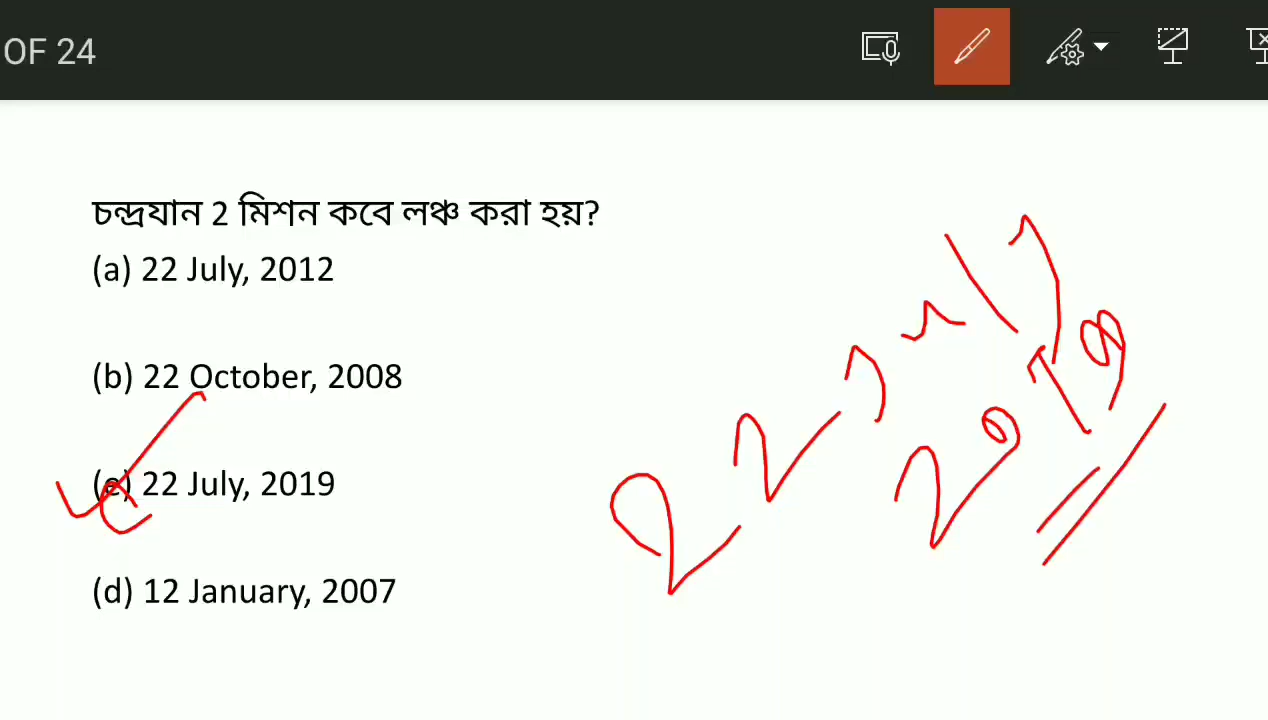 OF 24
চন্দ্রযান 2 মিশন কবে লঞ্চ করা হয়?
(a) 22 July, 2012
(b) 22 October, 2008
(c) 22 July, 2019
(d) 12 January, 2007
22 July
2019